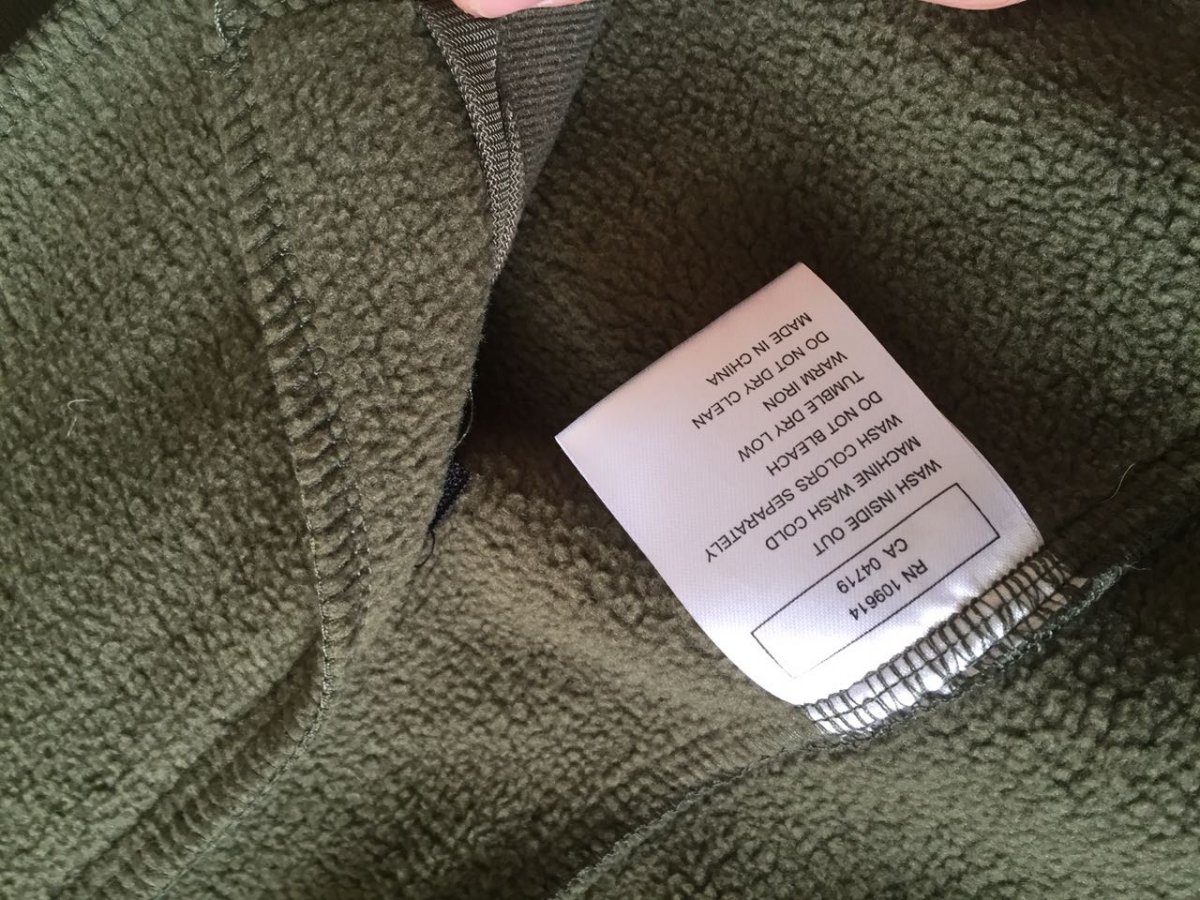 RN 109614
CA 04719
WASH INSIDE OUT
MACHINE WASH COLD
WASH COLORS SEPARATELY
DO NOT BLEACH
TUMBLE DRY LOW
WARM IRON
DO NOT DRY CLEAN
MADE IN CHINA